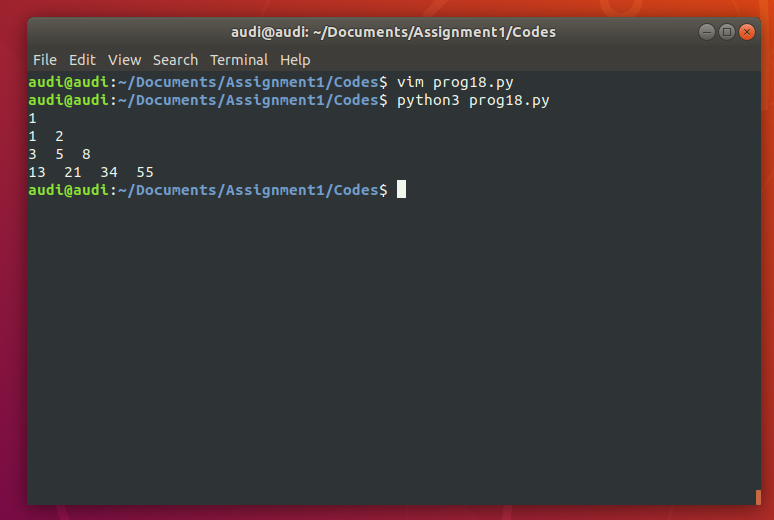 audi@audi: ~/Documents/Assignment1/Codes
File Edit View Search Terminal Help
audi@audi:~/Documents/Assignment1/Codes$ vim prog18.py
audi@audi:~/Documents/Assignment1/Codes$ python3 prog18.py
1
1  2
3  5  8
13  21  34  55
audi@audi:~/Documents/Assignment1/Codes$